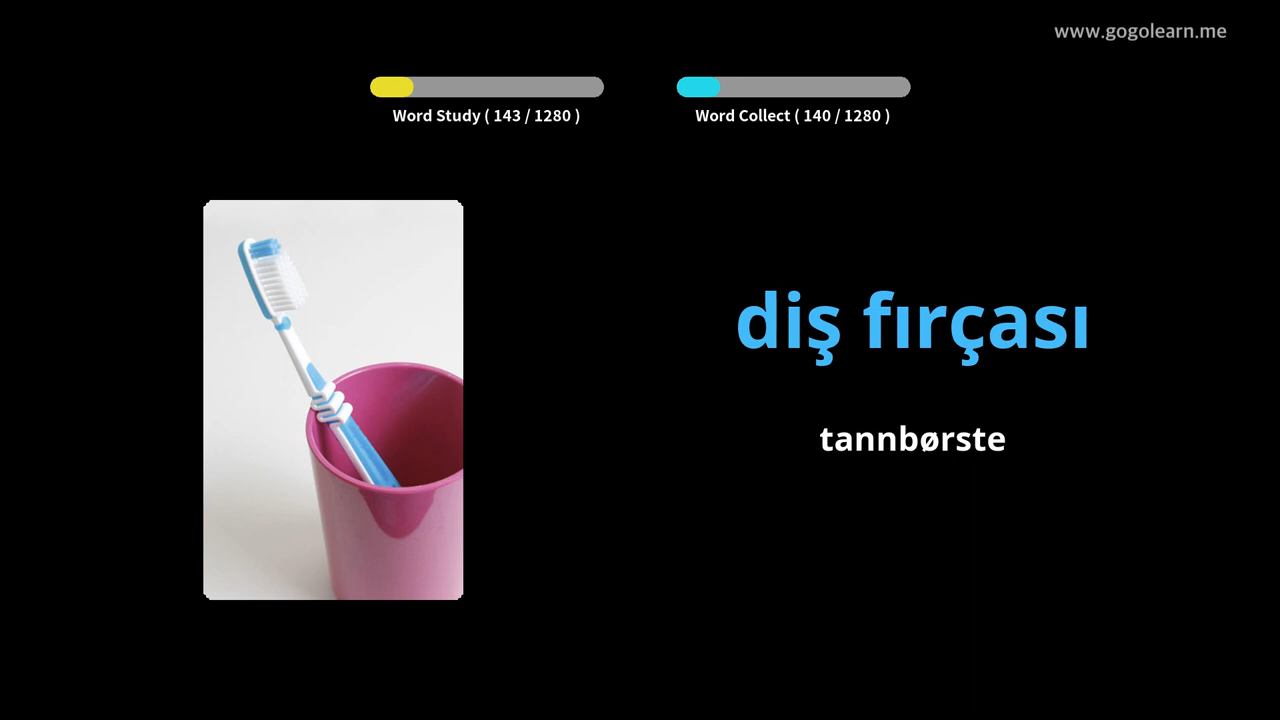 www.gogolearn.me
Word Study ( 143 / 1280 )
Word Collect ( 140 / 1280 )
diş fırçası
tannbørste